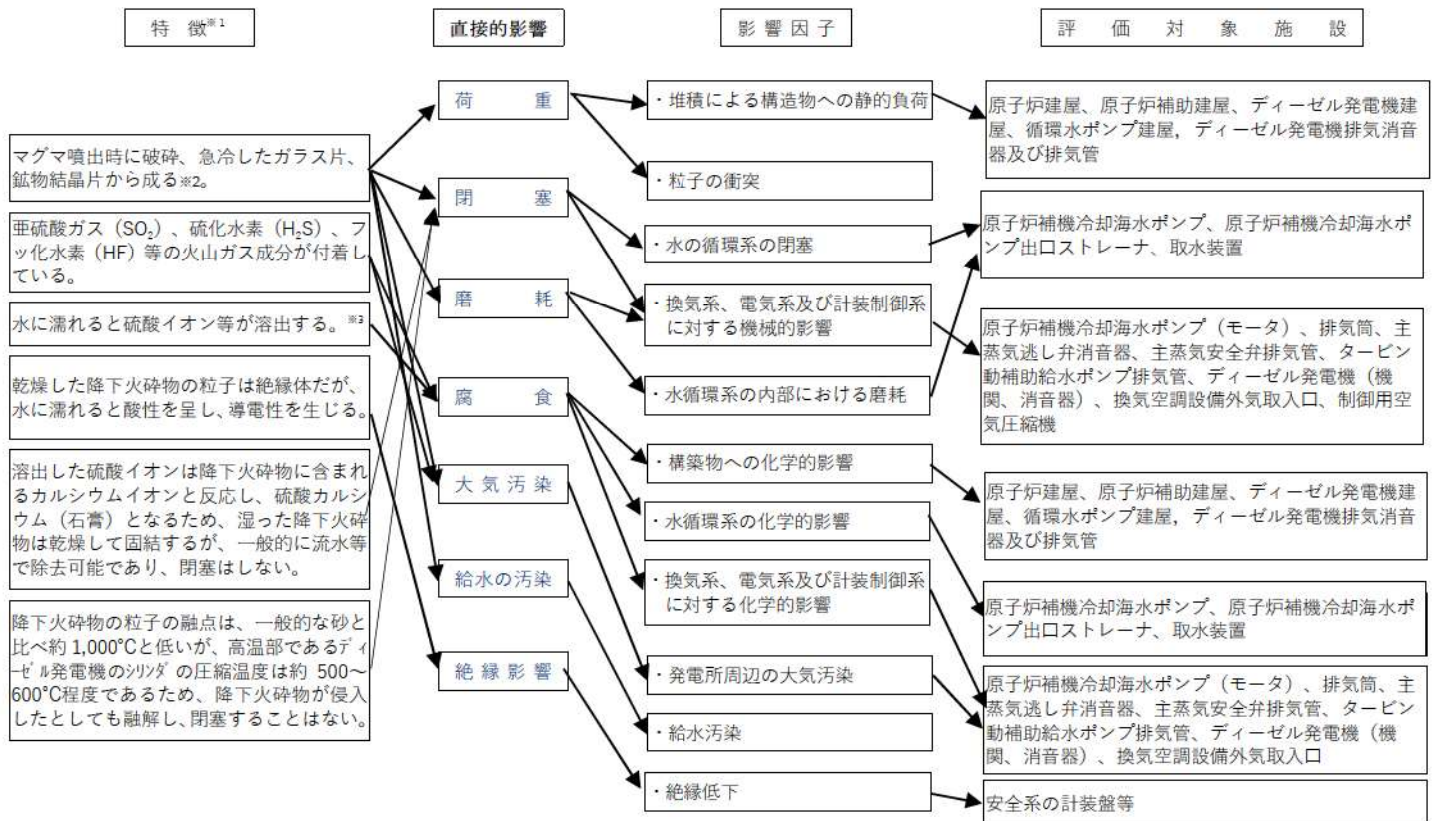 特　徴※1
直接的影響
影響因子
評価対象施設
マグマ噴出時に破砕、急冷したガラス片、
鉱物結晶片から成る※2。
亜硫酸ガス（SO₂）、硫化水素（H₂S）、フ
ッ化水素（HF）等の火山ガス成分が付着し
ている。
水に濡れると硫酸イオン等が溶出する。※3
乾燥した降下火砕物の粒子は絶縁体だが、
水に濡れると酸性を呈し、導電性を生じる。
溶出した硫酸イオンは降下火砕物に含まれ
るカルシウムイオンと反応し、硫酸カルシ
ウム（石膏）となるため、湿った降下火砕
物は乾燥して固結するが、一般的に流水等
で除去可能であり、閉塞はしない。
降下火砕物の粒子の融点は、一般的な砂と
比べ約1,000℃と低いが、高温部であるディ
ーゼル発電機のシリンダの圧縮温度は約 500～
600℃程度であるため、降下火砕物が侵入
したとしても融解し、閉塞することはない。
荷重
閉塞
磨耗
腐食
大気汚染
給水の汚染
絶縁影響
・堆積による構造物への静的負荷
・粒子の衝突
・水の循環系の閉塞
・換気系、電気系及び計装制御系
に対する機械的影響
・水循環系の内部における磨耗
・構築物への化学的影響
・水循環系の化学的影響
・換気系、電気系及び計装制御系
に対する化学的影響
・発電所周辺の大気汚染
・給水汚染
・絶縁低下
原子炉建屋、原子炉補助建屋、ディーゼル発電機建
屋、循環水ポンプ建屋，ディーゼル発電機排気消音
器及び排気管
原子炉補機冷却海水ポンプ、原子炉補機冷却海水ポ
ンプ出口ストレーナ、取水装置
原子炉補機冷却海水ポンプ（モータ）、排気筒、主
蒸気逃し弁消音器、主蒸気安全弁排気管、タービン
動補助給水ポンプ排気管、ディーゼル発電機（機
関、消音器）、換気空調設備外気取入口、制御用空
気圧縮機
原子炉建屋、原子炉補助建屋、ディーゼル発電機建
屋、循環水ポンプ建屋，ディーゼル発電機排気消音
器及び排気管
原子炉補機冷却海水ポンプ、原子炉補機冷却海水ポ
ンプ出口ストレーナ、取水装置
原子炉補機冷却海水ポンプ（モータ）、排気筒、主
蒸気逃し弁消音器、主蒸気安全弁排気管、タービン
動補助給水ポンプ排気管、ディーゼル発電機（機
関、消音器）、換気空調設備外気取入口
安全系の計装盤等